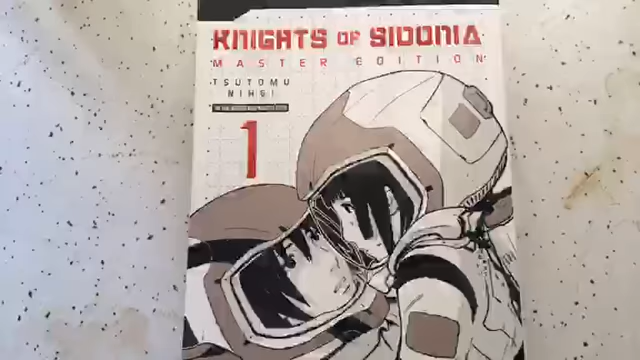 KNIGHTS OF SIDONIA
MASTER EDITION
TSUTOMU
NIHEI
1